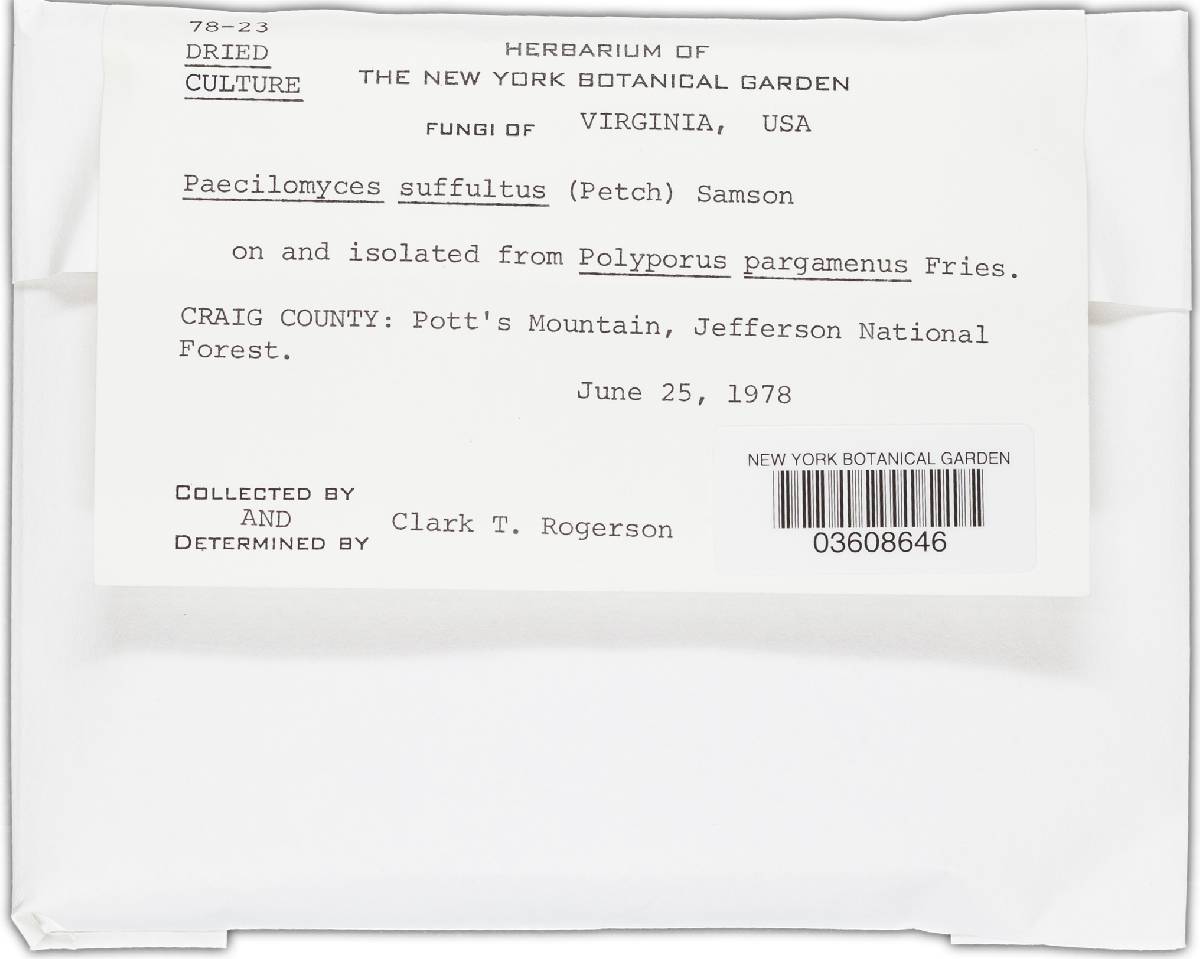 78-23
DRIED
CULTURE
HERBARIUM OF
THE NEW YORK BOTANICAL GARDEN
FUNGI OF VIRGINIA, USA
Paecilomyces suffultus (Petch) Samson
on and isolated from Polyporus pargamenus Fries.
CRAIG COUNTY: Pott's Mountain, Jefferson National
Forest.
June 25, 1978
COLLECTED BY
AND Clark T. Rogerson
DETERMINED BY
NEW YORK BOTANICAL GARDEN
03608646